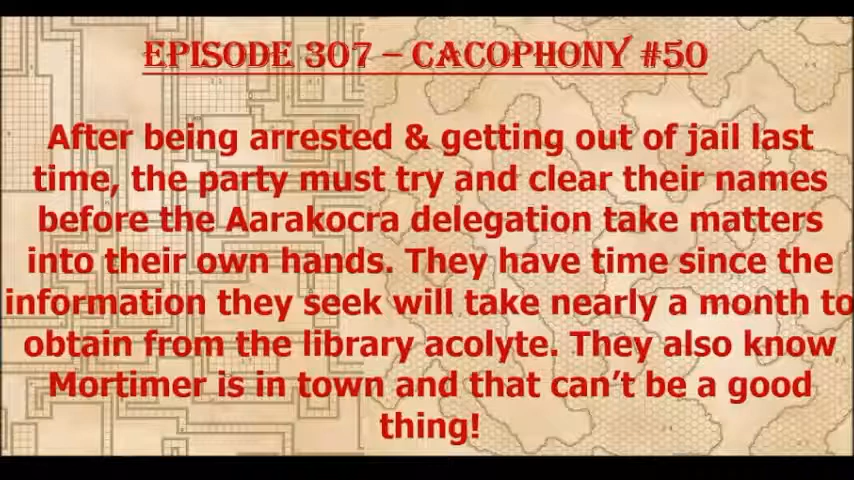 EPISODE 307 – CACOPHONY #50
After being arrested & getting out of jail last
time, the party must try and clear their names
before the Aarakocra delegation take matters
into their own hands. They have time since the
information they seek will take nearly a month to
obtain from the library acolyte. They also know
Mortimer is in town and that can't be a good
thing!